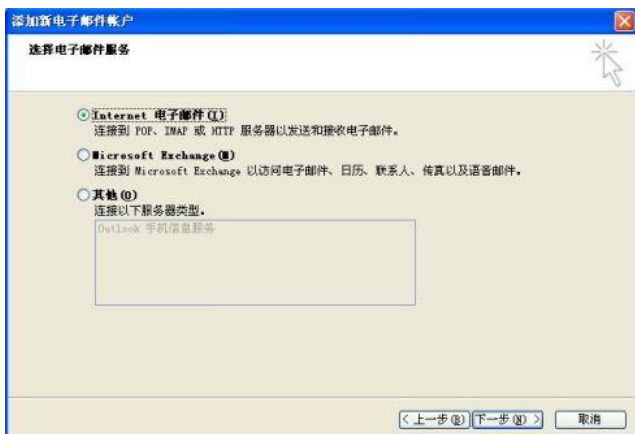 添加新电子邮件帐户
选择电子邮件服务
Internet 电子邮件(I)
连接到 POP、IMAP 或 HTTP 服务器以发送和接收电子邮件。
Microsoft Exchange(M)
连接到 Microsoft Exchange 以访问电子邮件、日历、联系人、传真以及语音邮件。
其他(O)
连接以下服务器类型。
Outlook 手机信息服务
< 上一步(B) 下一步(N) > 取消